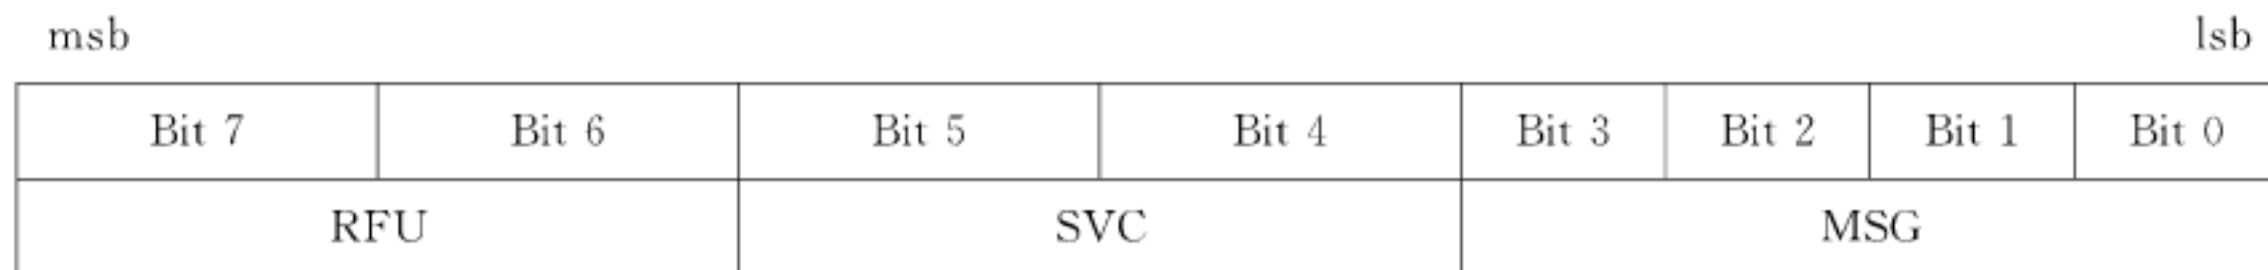 msb lsb
Bit 7 Bit 6 Bit 5 Bit 4 Bit 3 Bit 2 Bit 1 Bit 0
RFU SVC MSG